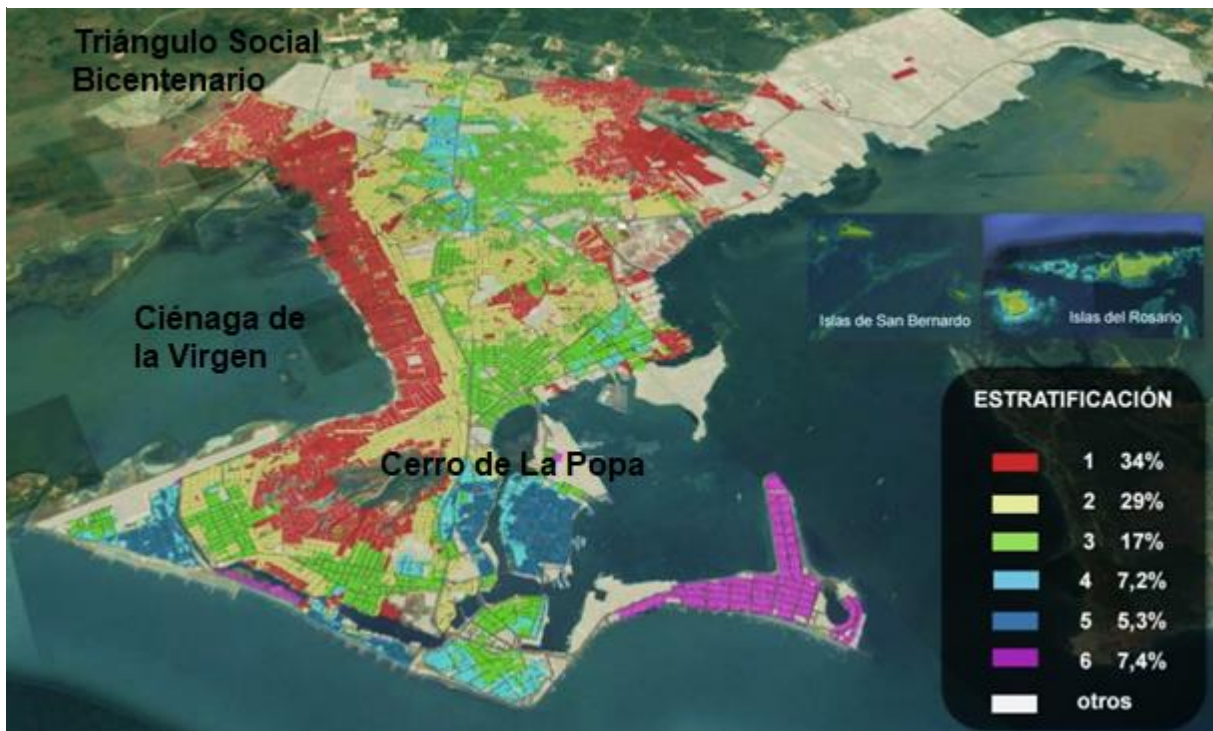 Triángulo Social
Bicentenario
Ciénaga de
la Virgen
Cerro de La Popa
Islas de San Bernardo
Islas del Rosario
ESTRATIFICACIÓN
1 34%
2 29%
3 17%
4 7,2%
5 5,3%
6 7,4%
otros